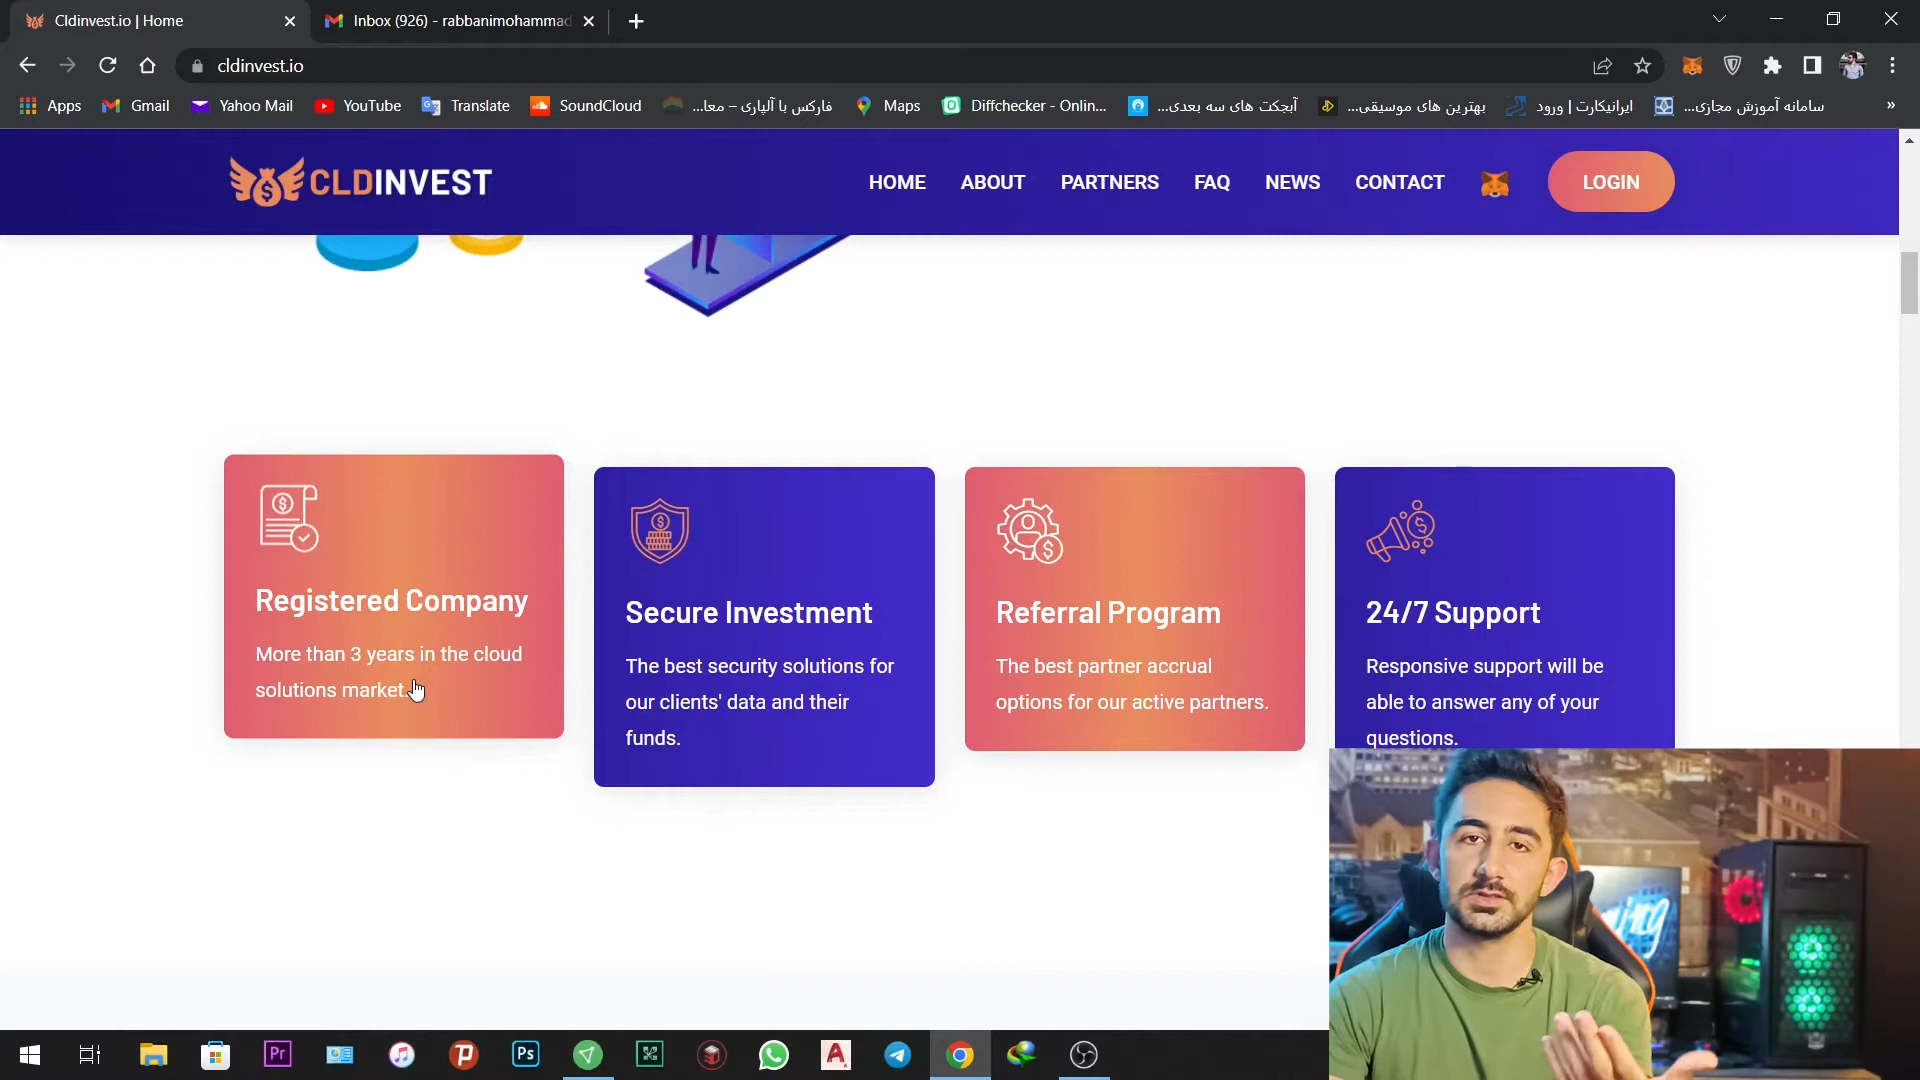 Cldinvest.io | Home
Inbox (926) - rabbanimohammad
cldinvest.io
Apps
Gmail
Yahoo Mail
YouTube
Translate
SoundCloud
فارکس با آلپاری – معا...
Maps
Diffchecker - Onlin...
آبجکت های سه بعدی...
بهترین های موسیقی...
ایرانیکارت | ورود
سامانه آموزش مجازی...
»
CLDINVEST
HOME
ABOUT
PARTNERS
FAQ
NEWS
CONTACT
LOGIN
Registered Company
More than 3 years in the cloud
solutions market.
Secure Investment
The best security solutions for
our clients' data and their
funds.
Referral Program
The best partner accrual
options for our active partners.
24/7 Support
Responsive support will be
able to answer any of your
questions.
Pr
Ps